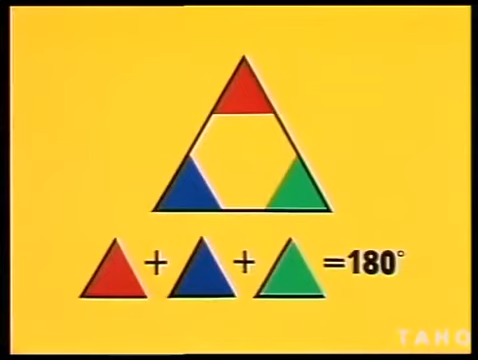 + + =180°
TAHO